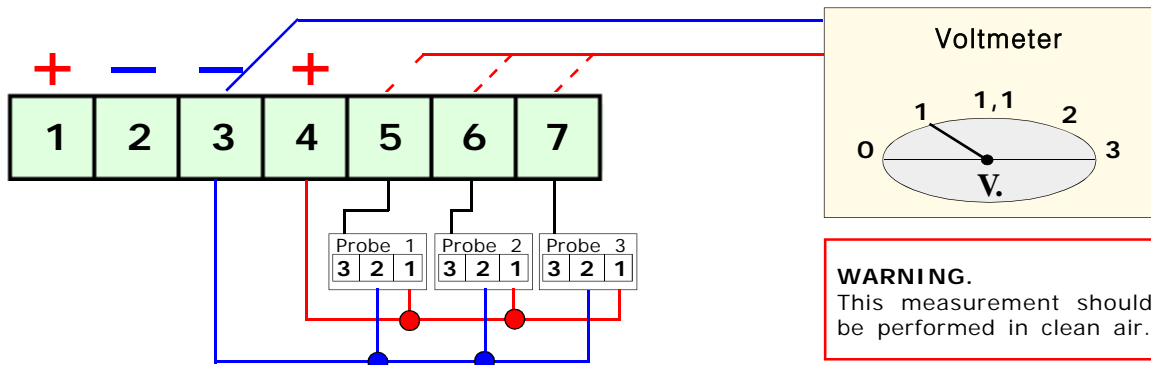 Voltmeter
+ — — +
1 2 3 4 5 6 7
0 1 1,1 2 3
V.
Probe 1 Probe 2 Probe 3
3 2 1 3 2 1 3 2 1
WARNING.
This measurement should
be performed in clean air.